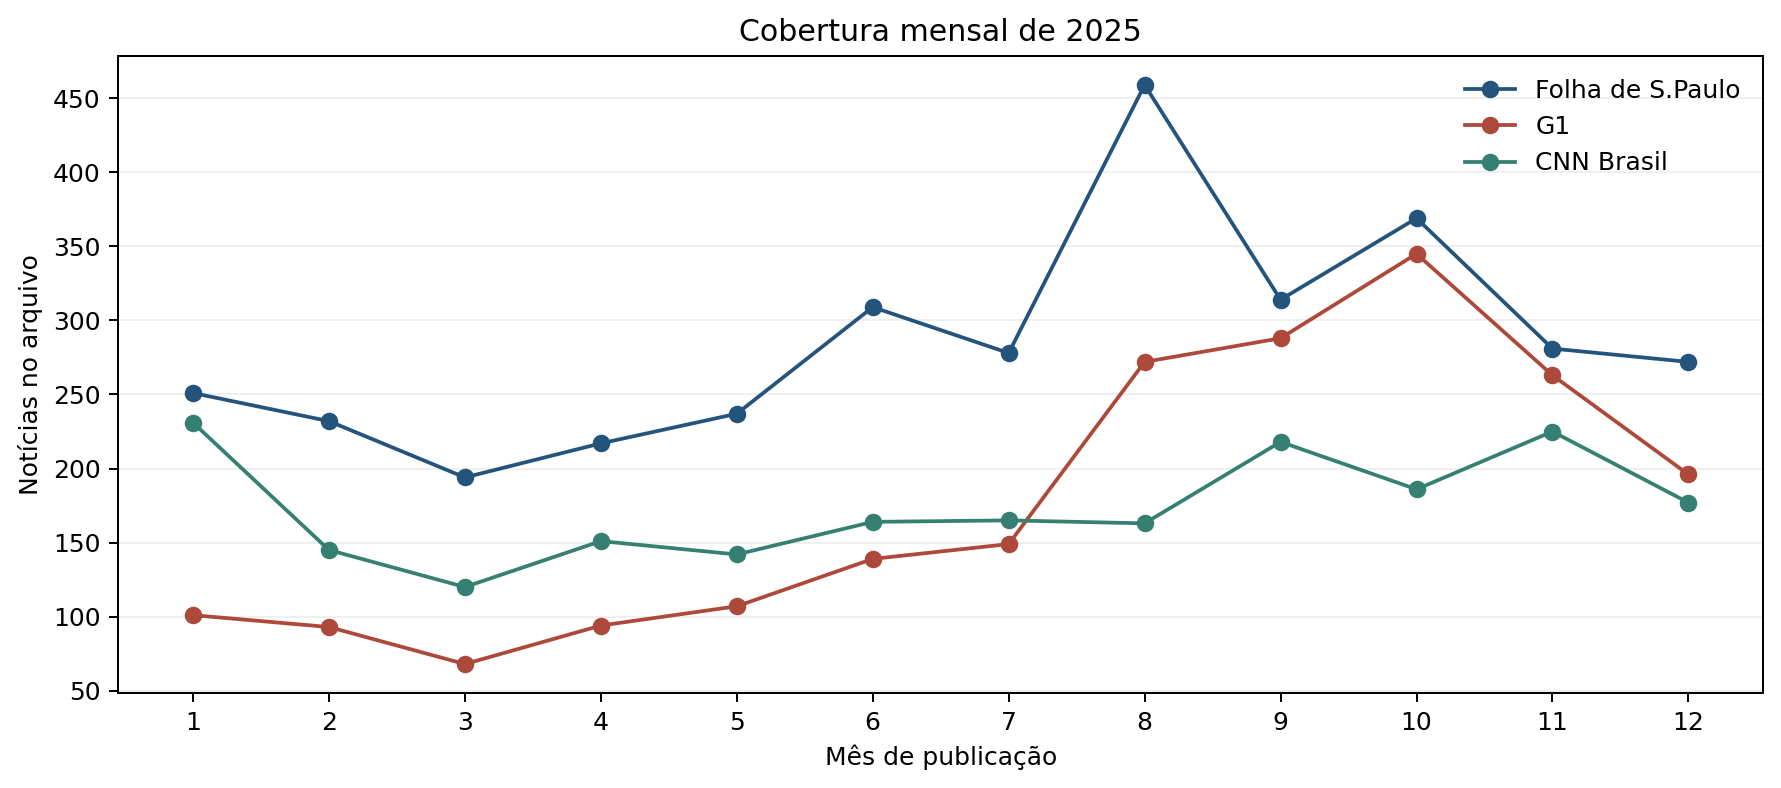 Cobertura mensal de 2025
Folha de S.Paulo
G1
CNN Brasil
Notícias no arquivo
450
400
350
300
250
200
150
100
50
1 2 3 4 5 6 7 8 9 10 11 12
Mês de publicação